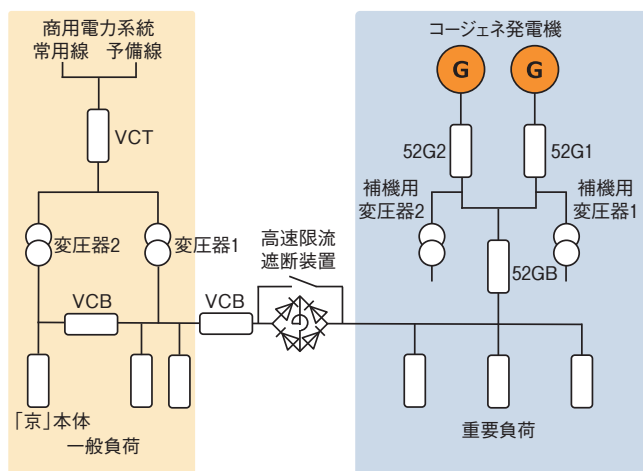 商用電力系統
常用線 予備線
VCT
変圧器2
変圧器1
VCB
VCB
高速限流
遮断装置
「京」本体
一般負荷
コージェネ発電機
G
G
52G2
52G1
補機用
変圧器2
補機用
変圧器1
52GB
重要負荷